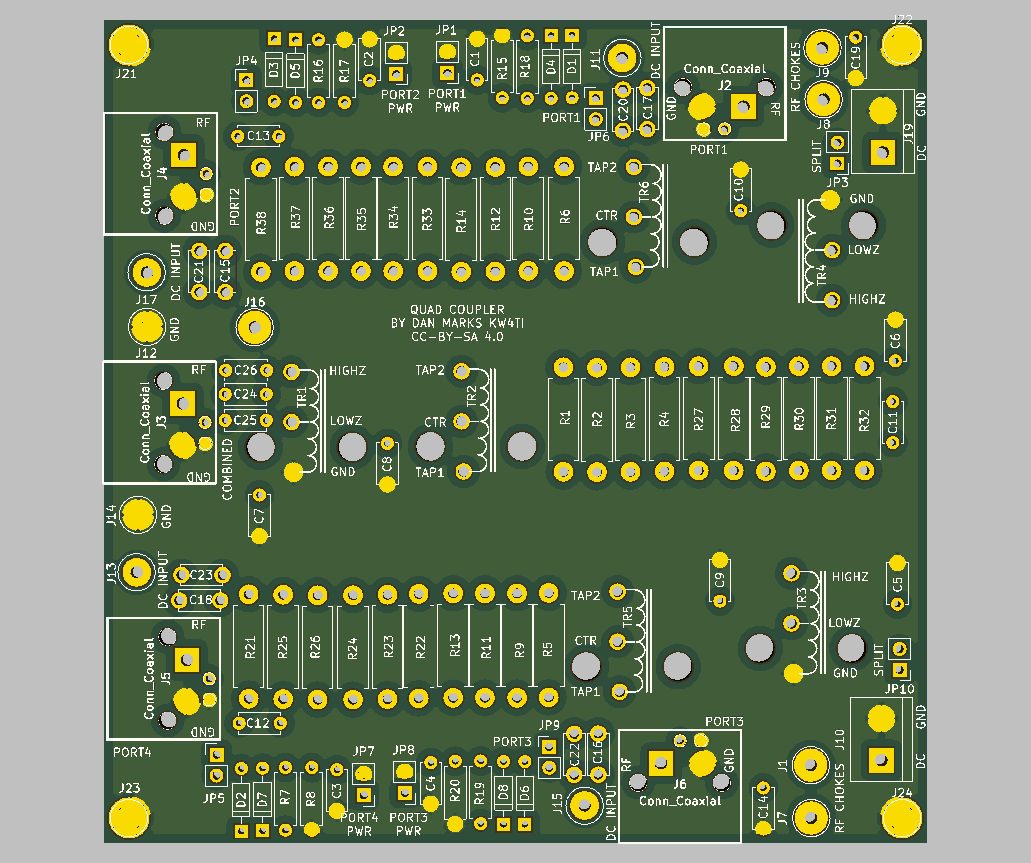 J21
J22
JP4
D3
D5
R16
R17
C2
JP2
PORT2
PWR
JP1
PORT1
PWR
C1
R15
R18
D4
D1
PORT1
JP6
J11
DC INPUT
C20
C17
Conn_Coaxial
J2
GND
RF
PORT1
J9
RF CHOKES
J8
C19
GND
J19
DC
SPLIT
JP3
RF
Conn_Coaxial
J4
GND
C13
PORT2
R38
R37
R36
R35
R34
R33
R14
R12
R10
R6
TAP2
CTR
TAP1
TR6
C10
GND
LOWZ
HIGHZ
TR4
J17
DC INPUT
C21
C15
J16
GND
J12
QUAD COUPLER
BY DAN MARKS KW4TI
CC-BY-SA 4.0
C6
RF
Conn_Coaxial
J3
GND
C26
C24
C25
COMBINED
HIGHZ
TR1
LOWZ
GND
C8
TAP2
TR2
CTR
TAP1
R1
R2
R3
R4
R27
R28
R29
R30
R31
R32
C11
J14
GND
C7
J13
DC INPUT
C23
C18
RF
Conn_Coaxial
J5
GND
PORT4
R21
R25
R26
R24
R23
R22
R13
R11
R9
R5
TAP2
TR5
CTR
TAP1
C9
HIGHZ
TR3
LOWZ
GND
C5
SPLIT
JP10
C12
JP5
D2
D7
R7
R8
C3
JP7
PORT4
PWR
JP8
PORT3
PWR
C4
R20
R19
D8
D6
PORT3
JP9
C22
C16
J15
DC INPUT
PORT3
RF
J6
GND
Conn_Coaxial
C14
J1
J7
RF CHOKES
J10
GND
DC
J23
J24